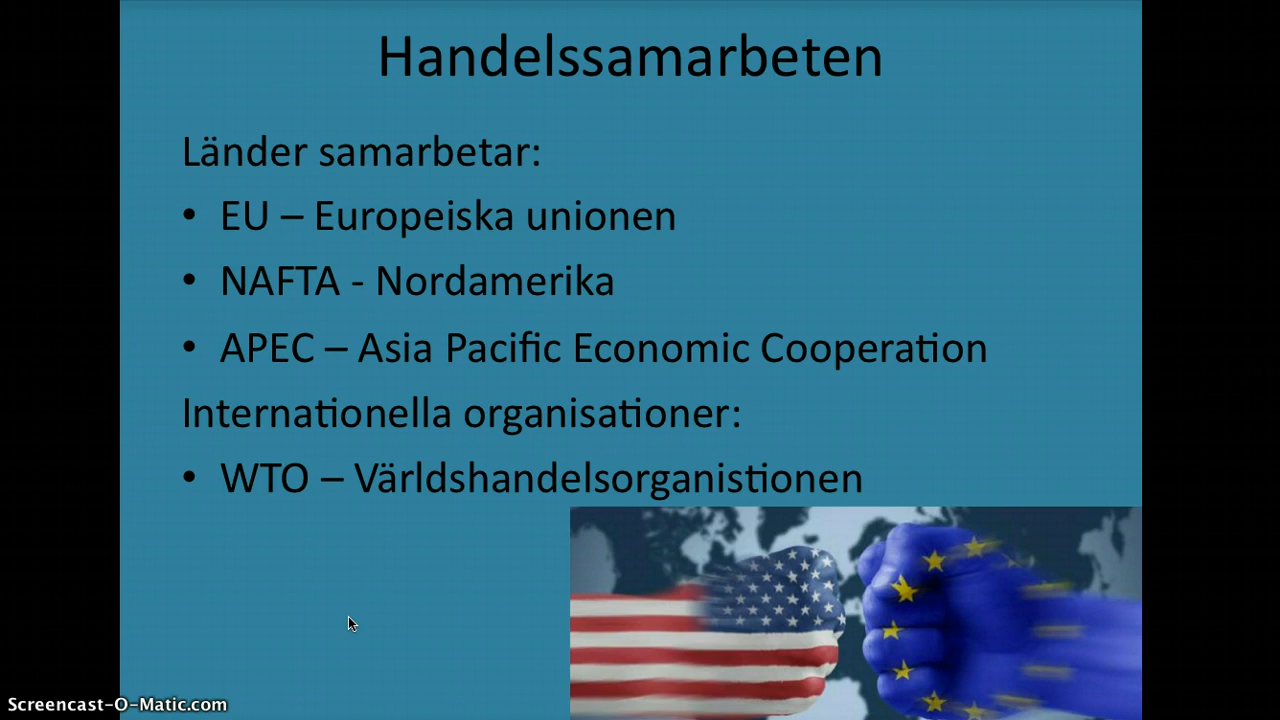 Handelssamarbeten
Länder samarbetar:
• EU – Europeiska unionen
• NAFTA - Nordamerika
• APEC – Asia Pacific Economic Cooperation
Internationella organisationer:
• WTO – Världshandelsorganistionen
Screencast-O-Matic.com